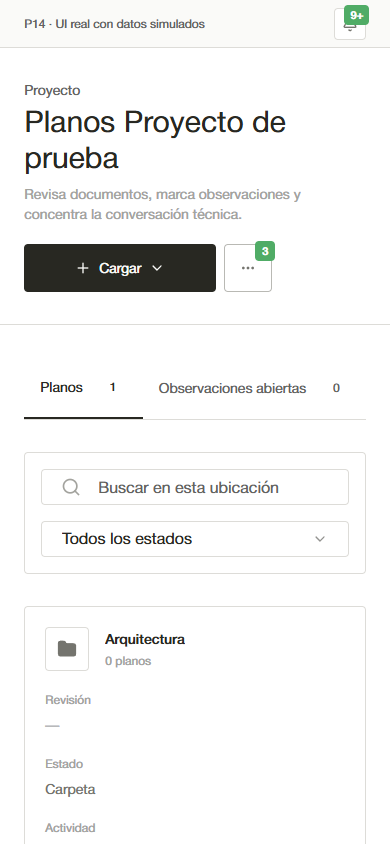 P14 · UI real con datos simulados
9+
Proyecto
Planos Proyecto de
prueba
Revisa documentos, marca observaciones y
concentra la conversación técnica.
Cargar
3
Planos 1 Observaciones abiertas 0
Buscar en esta ubicación
Todos los estados
Arquitectura
0 planos
Revisión
—
Estado
Carpeta
Actividad